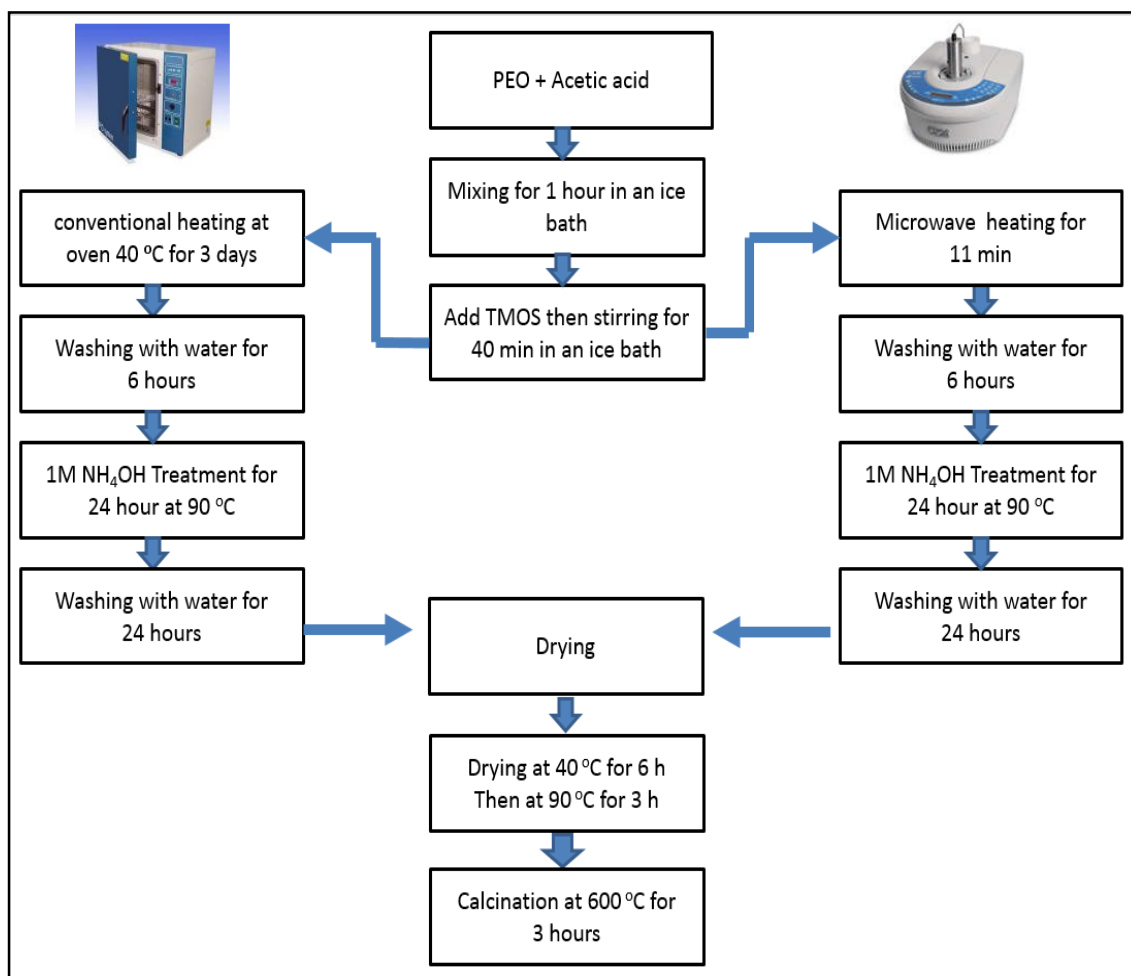 PEO + Acetic acid
Mixing for 1 hour in an ice
bath
Add TMOS then stirring for
40 min in an ice bath
conventional heating at
oven 40 ºC for 3 days
Washing with water for
6 hours
1M NH₄OH Treatment for
24 hour at 90 ºC
Washing with water for
24 hours
Microwave heating for
11 min
Washing with water for
6 hours
1M NH₄OH Treatment for
24 hour at 90 ºC
Washing with water for
24 hours
Drying
Drying at 40 ºC for 6 h
Then at 90 ºC for 3 h
Calcination at 600 ºC for
3 hours